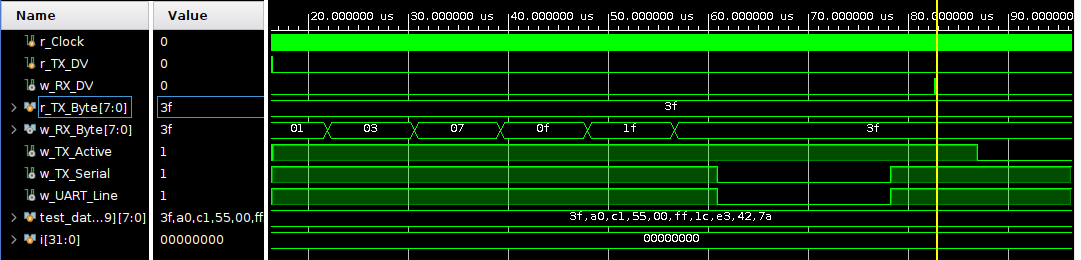 Name Value
20.000000 us 30.000000 us 40.000000 us 50.000000 us 60.000000 us 70.000000 us 80.000000 us 90.000000
r_Clock 0
r_TX_DV 0
w_RX_DV 0
r_TX_Byte[7:0] 3f 3f
w_RX_Byte[7:0] 3f 01 03 07 0f 1f 3f
w_TX_Active 1
w_TX_Serial 1
w_UART_Line 1
test_dat...9][7:0] 3f,a0,c1,55,00,ff 3f,a0,c1,55,00,ff,1c,e3,42,7a
i[31:0] 00000000 00000000